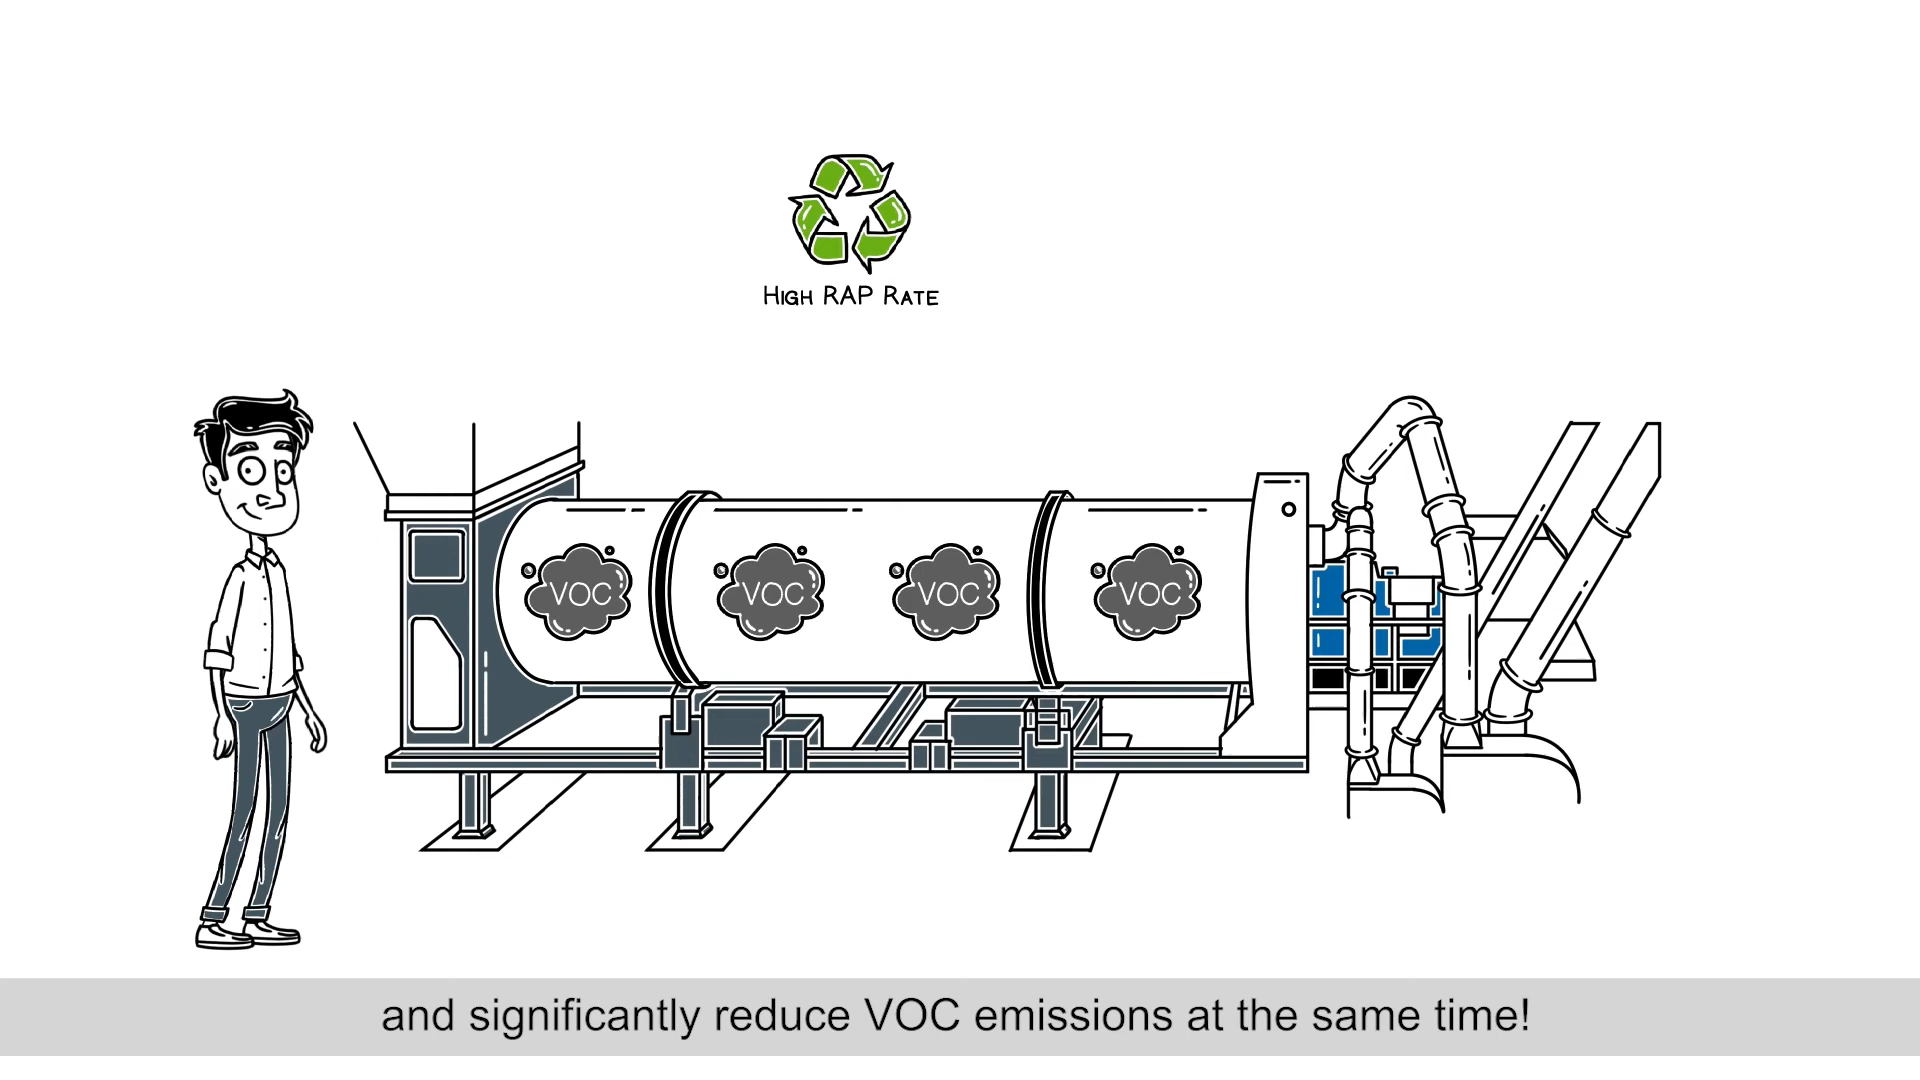 High RAP Rate
VOC VOC VOC VOC
and significantly reduce VOC emissions at the same time!